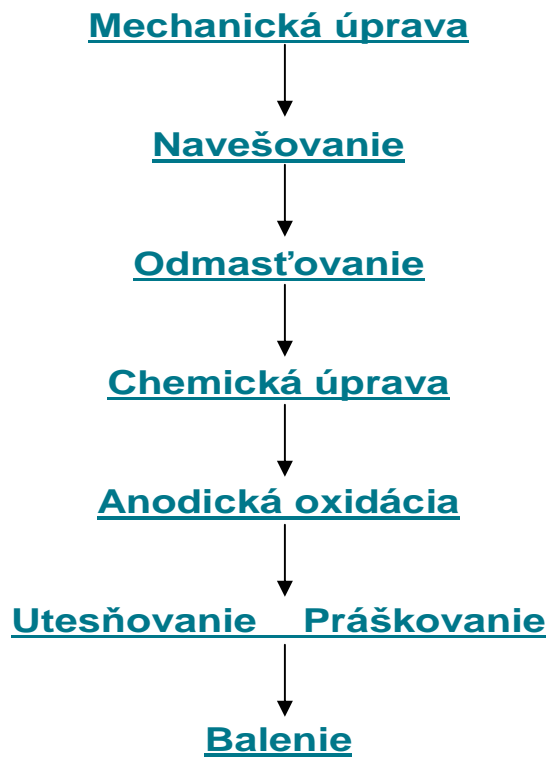 Mechanická úprava
Navešovanie
Odmasťovanie
Chemická úprava
Anodická oxidácia
Utesňovanie Práškovanie
Balenie